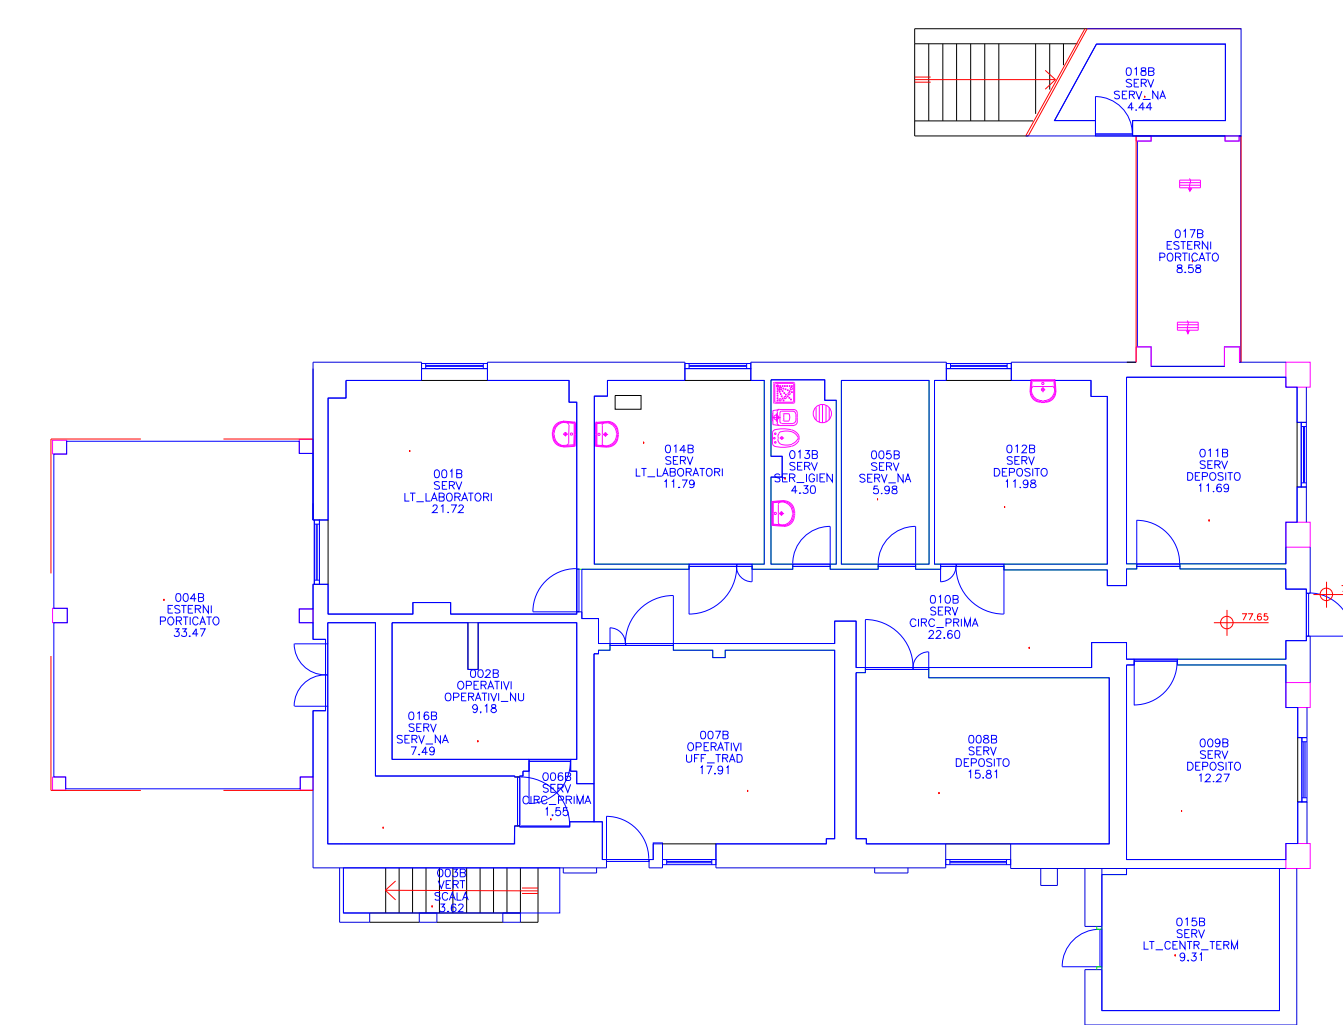 018B
SERV
SERV_NA
4.44
017B
ESTERNI
PORTICATO
8.58
001B
SERV
LT_LABORATORI
21.72
014B
SERV
LT_LABORATORI
11.79
013B
SERV
SER_IGIEN
4.30
005B
SERV
SERV_NA
5.98
012B
SERV
DEPOSITO
11.98
011B
SERV
DEPOSITO
11.69
004B
ESTERNI
PORTICATO
33.47
010B
SERV
CIRC_PRIMA
22.60
77.65
002B
OPERATIVI
OPERATIVI_NU
9.18
016B
SERV
SERV_NA
7.49
007B
OPERATIVI
UFF_TRAD
17.91
008B
SERV
DEPOSITO
15.81
009B
SERV
DEPOSITO
12.27
006B
SERV
CIRC_PRIMA
1.55
003B
VERT
SCALA
3.62
015B
SERV
LT_CENTR_TERM
9.31